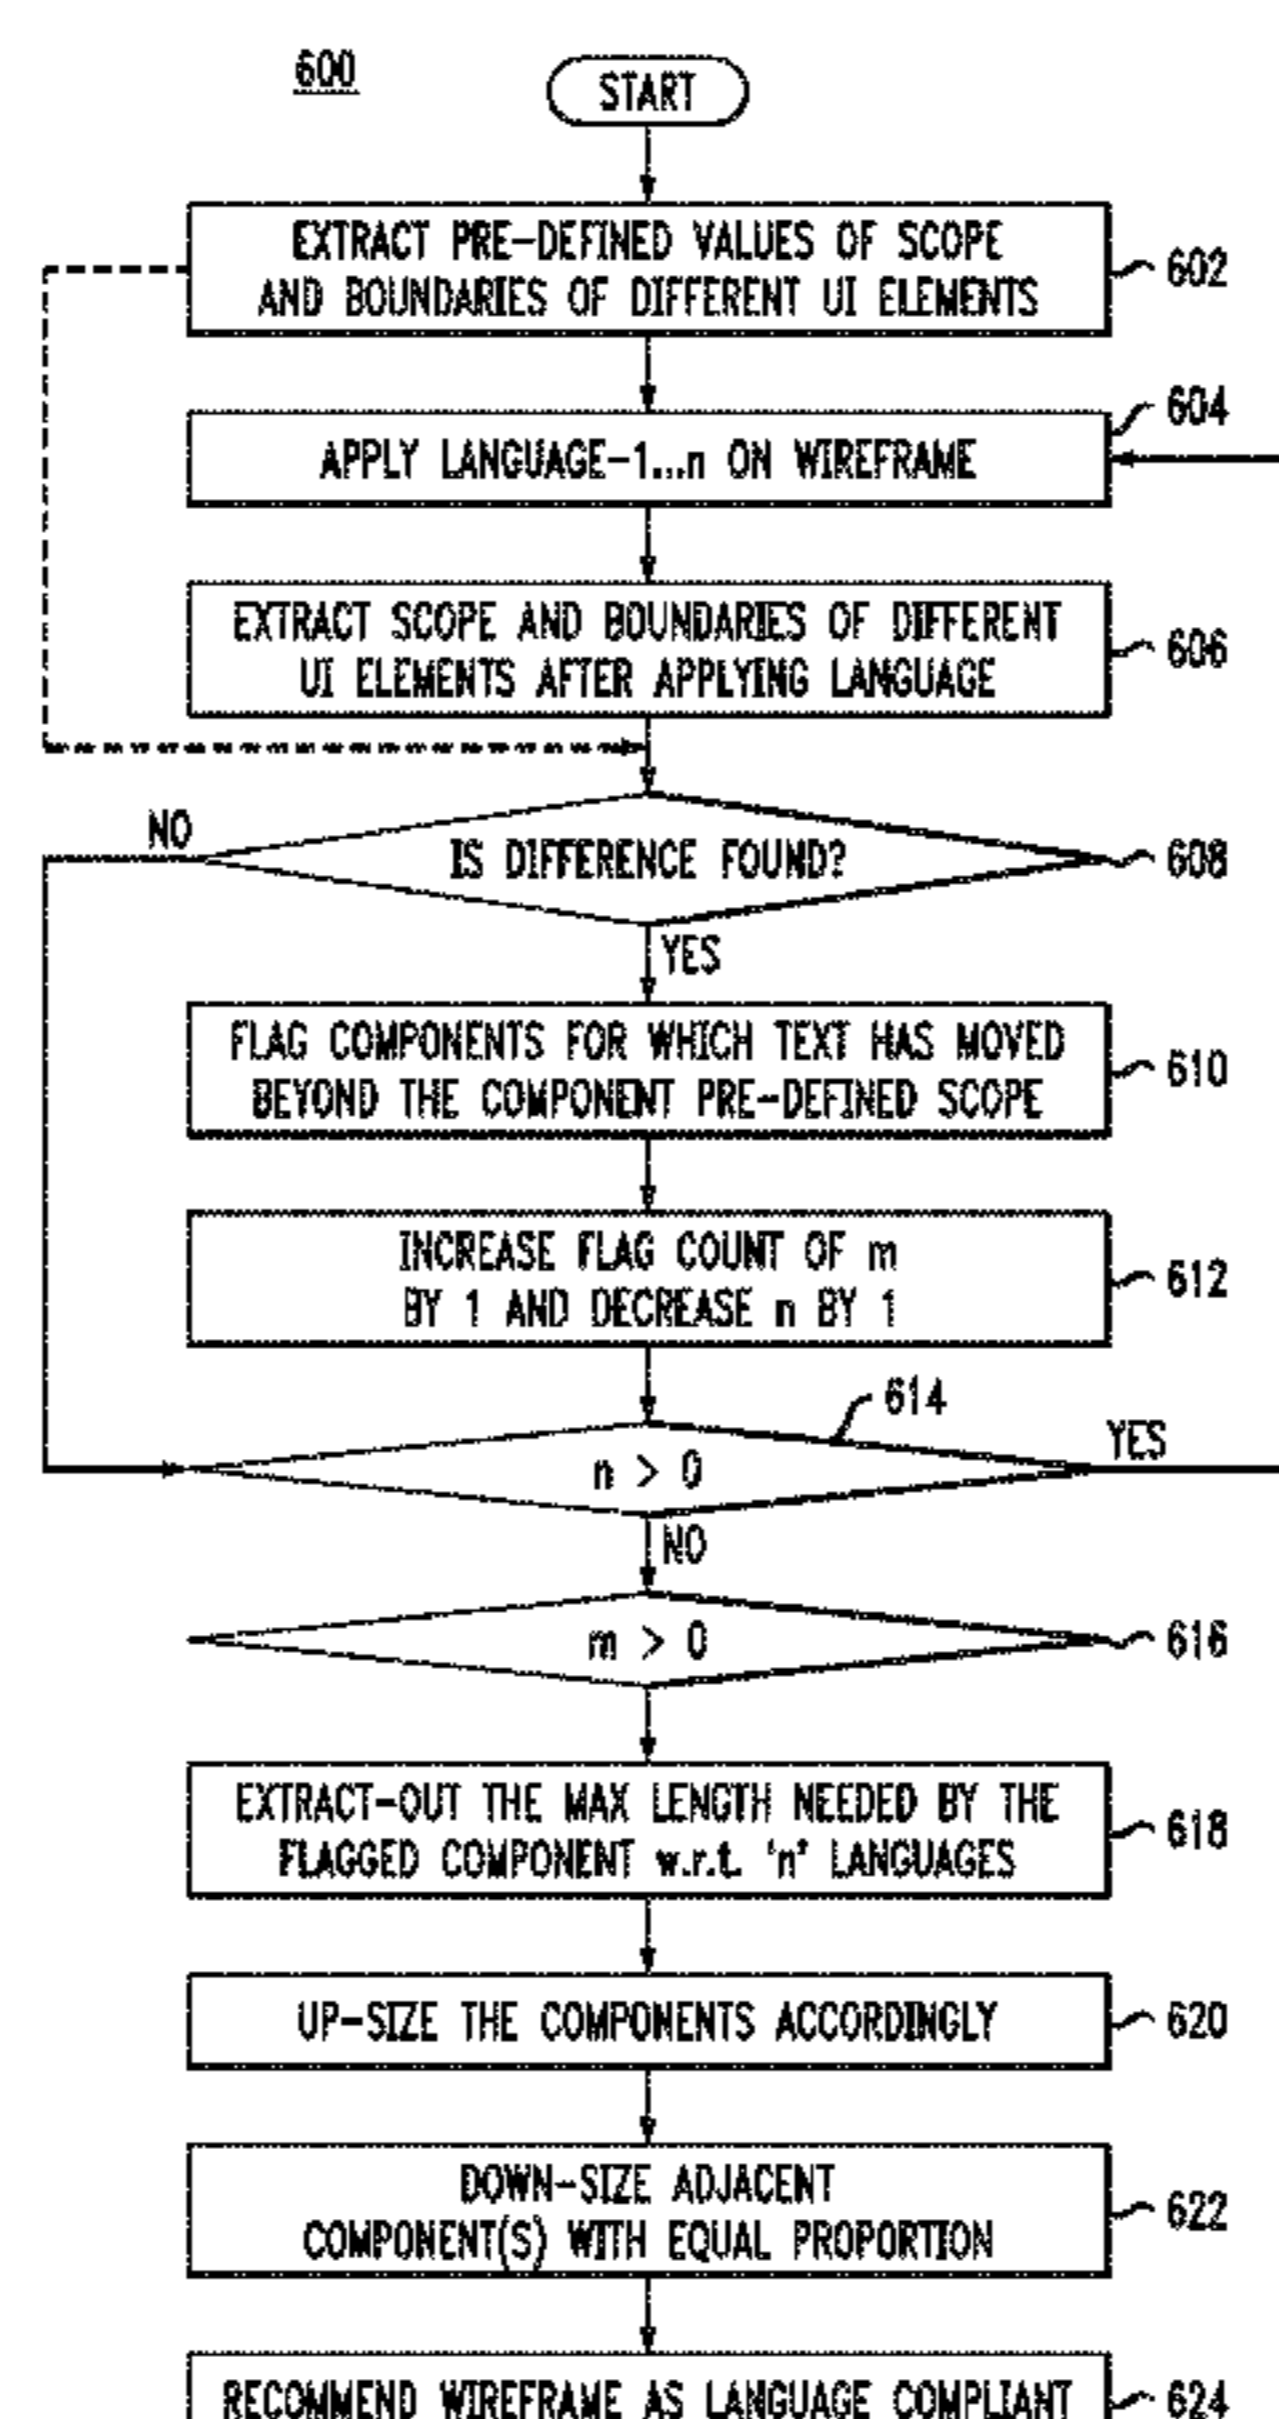 600
START
EXTRACT PRE-DEFINED VALUES OF SCOPE
AND BOUNDARIES OF DIFFERENT UI ELEMENTS
602
604
APPLY LANGUAGE-1...n ON WIREFRAME
EXTRACT SCOPE AND BOUNDARIES OF DIFFERENT
UI ELEMENTS AFTER APPLYING LANGUAGE
606
NO
IS DIFFERENCE FOUND?
608
YES
FLAG COMPONENTS FOR WHICH TEXT HAS MOVED
BEYOND THE COMPONENT PRE-DEFINED SCOPE
610
INCREASE FLAG COUNT OF m
BY 1 AND DECREASE n BY 1
612
614
n > 0
YES
NO
m > 0
616
EXTRACT-OUT THE MAX LENGTH NEEDED BY THE
FLAGGED COMPONENT w.r.t. 'n' LANGUAGES
618
UP-SIZE THE COMPONENTS ACCORDINGLY
620
DOWN-SIZE ADJACENT
COMPONENT(S) WITH EQUAL PROPORTION
622
RECOMMEND WIREFRAME AS LANGUAGE COMPLIANT
624